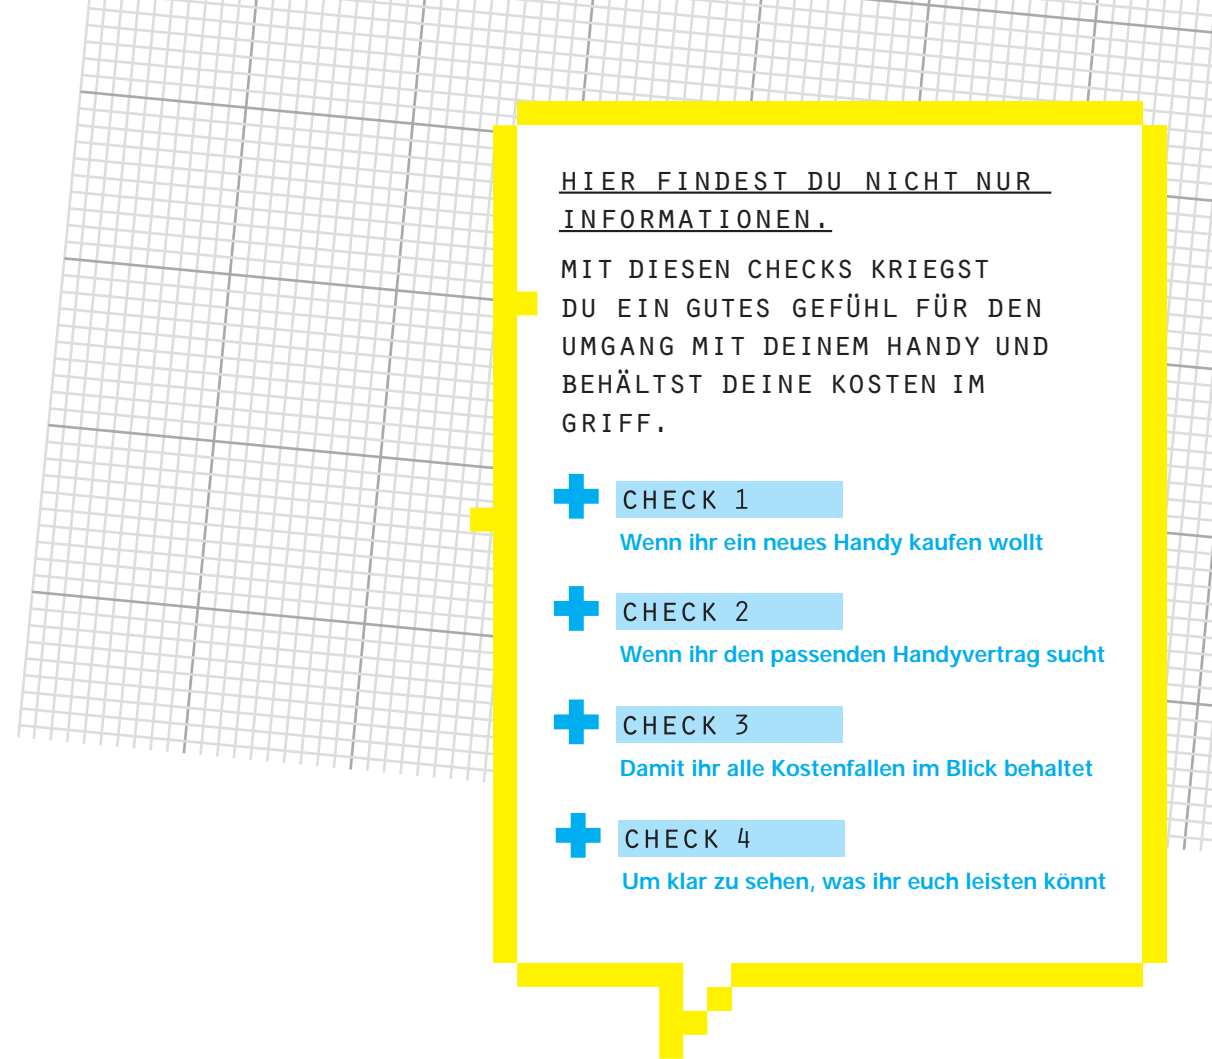 HIER FINDEST DU NICHT NUR
INFORMATIONEN.
MIT DIESEN CHECKS KRIEGST
DU EIN GUTES GEFÜHL FÜR DEN
UMGANG MIT DEINEM HANDY UND
BEHÄLTST DEINE KOSTEN IM
GRIFF.
CHECK 1
Wenn ihr ein neues Handy kaufen wollt
CHECK 2
Wenn ihr den passenden Handyvertrag sucht
CHECK 3
Damit ihr alle Kostenfallen im Blick behaltet
CHECK 4
Um klar zu sehen, was ihr euch leisten könnt